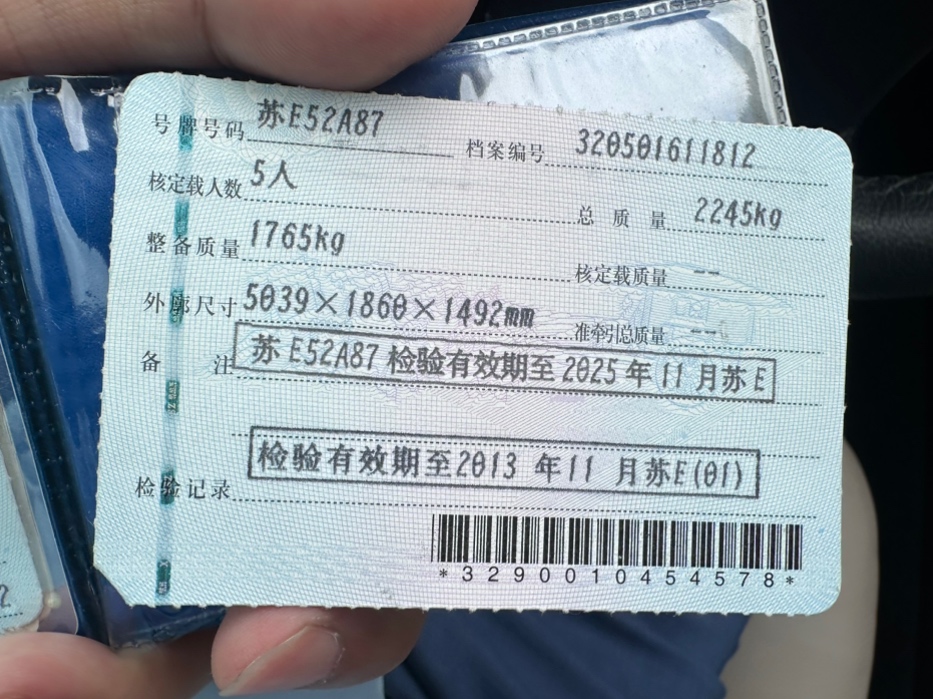 号牌号码 苏E52A87 档案编号 320501611812
核定载人数 5人 总质量 2245kg
整备质量 1765kg 核定载质量 --
外廓尺寸 5039×1860×1492mm 准牵引总质量 --
备注 苏E52A87检验有效期至2025年11月苏E
检验有效期至2013年11月苏E(01)
检验记录
*3290010454578*